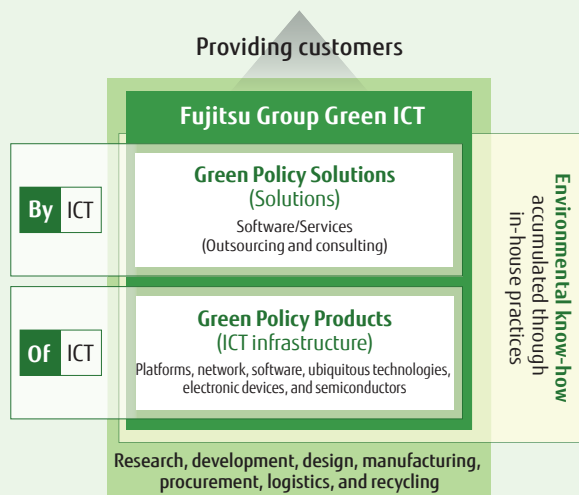 Providing customers
Fujitsu Group Green ICT
By ICT
Green Policy Solutions
(Solutions)
Software/Services
(Outsourcing and consulting)
Of ICT
Green Policy Products
(ICT infrastructure)
Platforms, network, software, ubiquitous technologies,
electronic devices, and semiconductors
Environmental know-how
accumulated through
in-house practices
Research, development, design, manufacturing,
procurement, logistics, and recycling